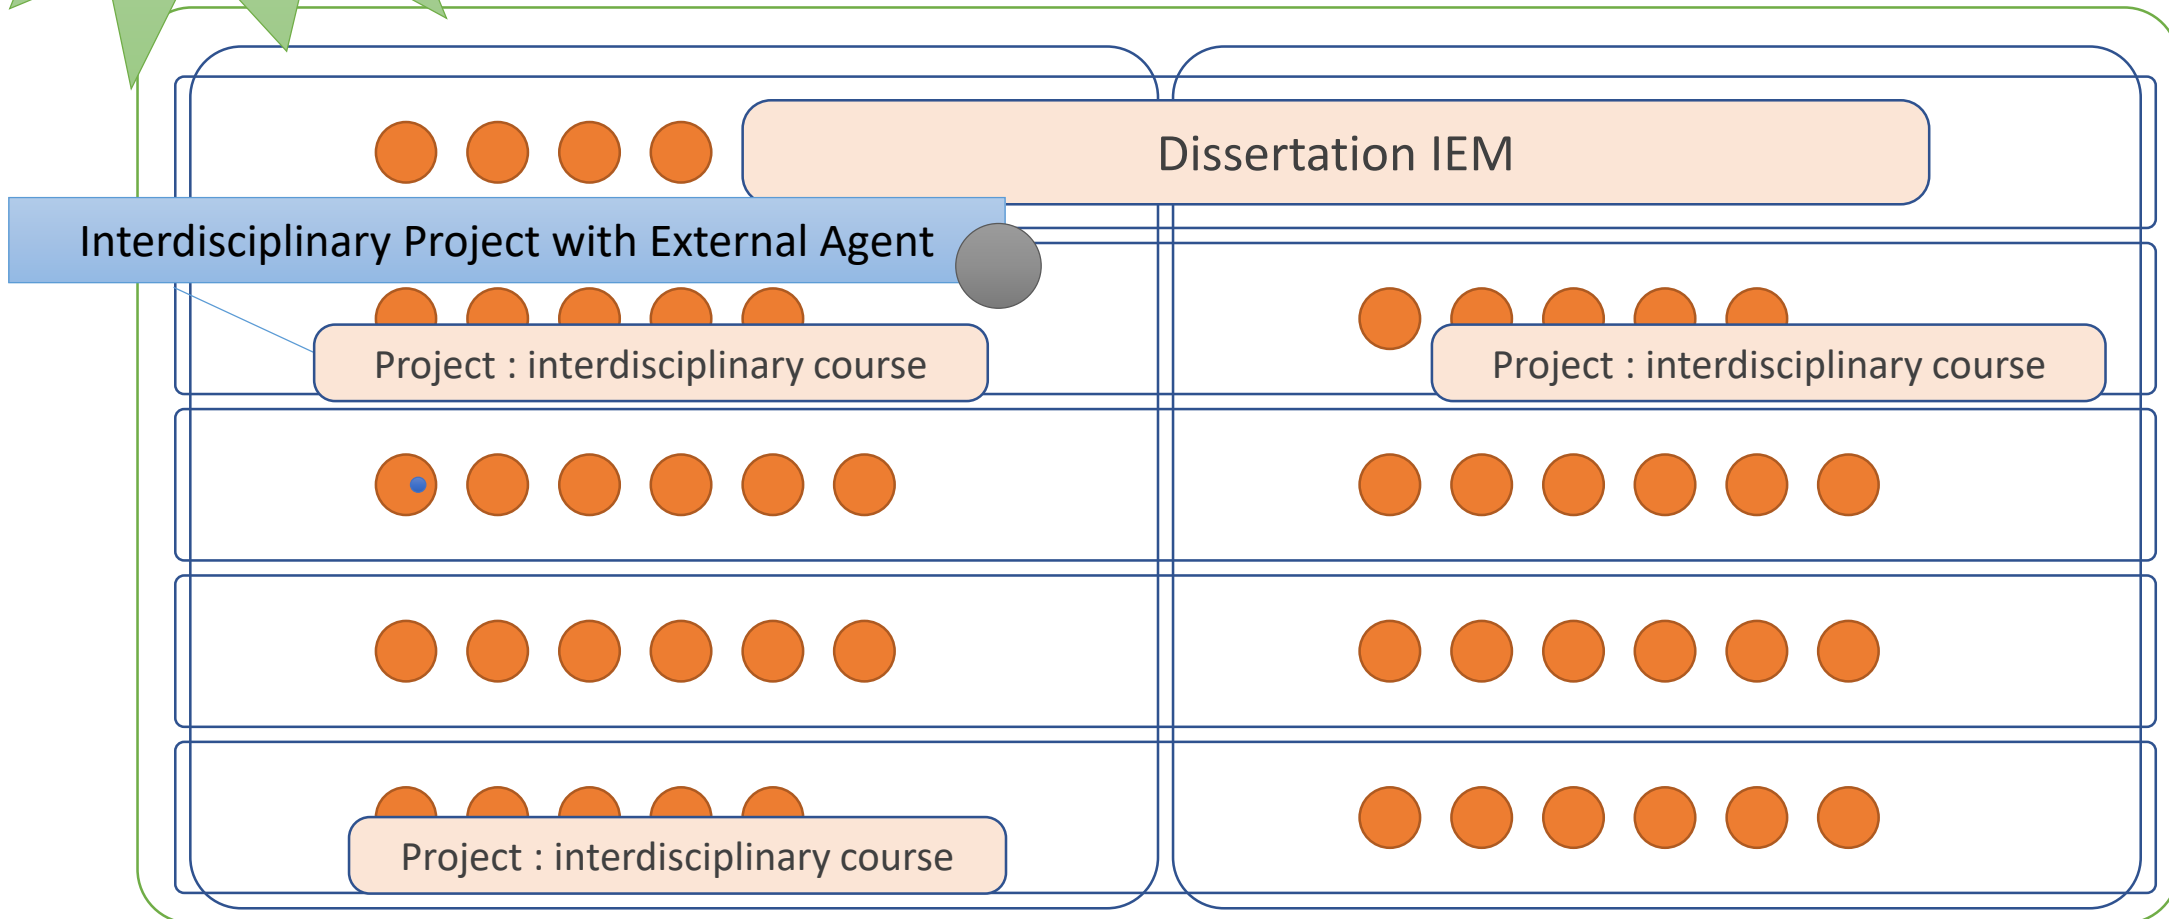 Dissertation IEM
Interdisciplinary Project with External Agent
Project : interdisciplinary course
Project : interdisciplinary course
Project : interdisciplinary course